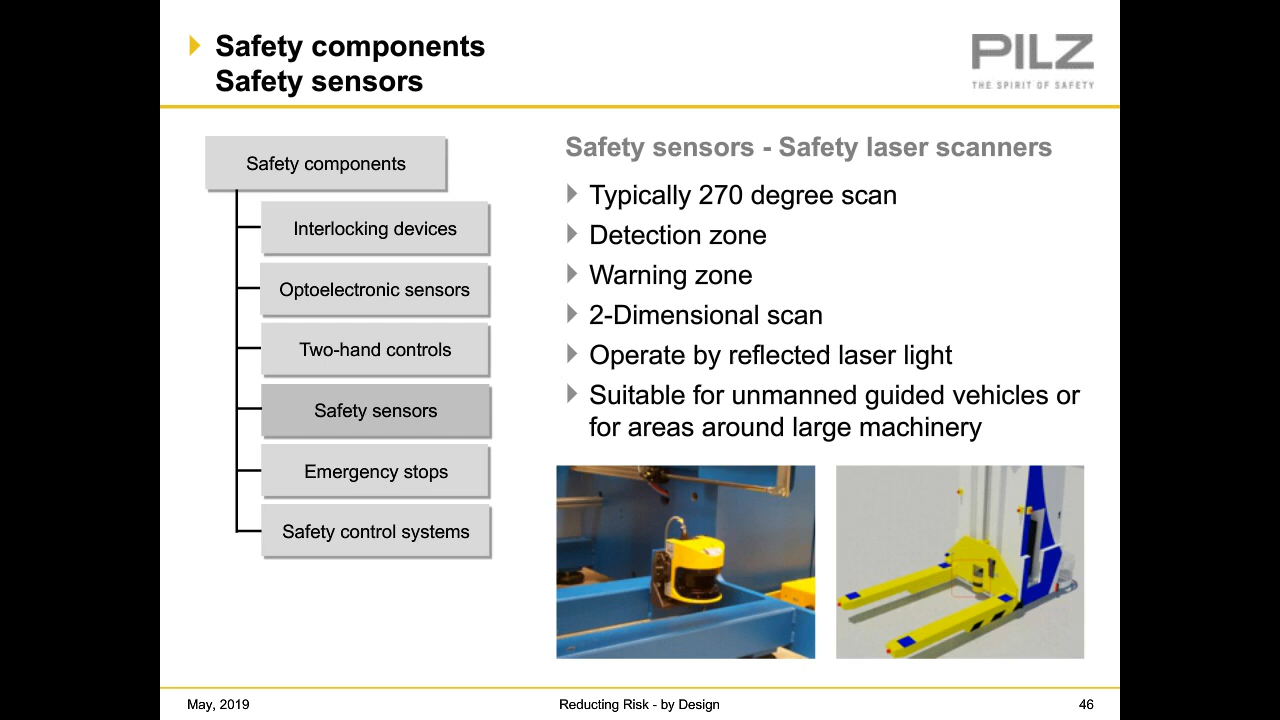 Safety components
Safety sensors
PILZ
THE SPIRIT OF SAFETY
Safety components
Interlocking devices
Optoelectronic sensors
Two-hand controls
Safety sensors
Emergency stops
Safety control systems
Safety sensors - Safety laser scanners
Typically 270 degree scan
Detection zone
Warning zone
2-Dimensional scan
Operate by reflected laser light
Suitable for unmanned guided vehicles or
for areas around large machinery
May, 2019
Reducting Risk - by Design
46